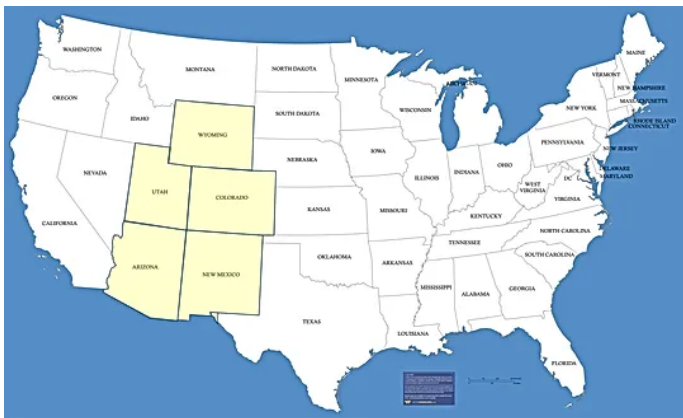 WASHINGTON
MONTANA
NORTH DAKOTA
MINNESOTA
MAINE
VERMONT
NEW HAMPSHIRE
MASSACHUSETTS
OREGON
IDAHO
SOUTH DAKOTA
WISCONSIN
NEW YORK
RHODE ISLAND
CONNECTICUT
WYOMING
NEBRASKA
IOWA
PENNSYLVANIA
NEW JERSEY
NEVADA
UTAH
COLORADO
ILLINOIS
INDIANA
OHIO
DELAWARE
MARYLAND
DC
WEST
VIRGINIA
VIRGINIA
CALIFORNIA
KANSAS
MISSOURI
KENTUCKY
NORTH CAROLINA
TENNESSEE
SOUTH CAROLINA
ARIZONA
NEW MEXICO
OKLAHOMA
ARKANSAS
MISSISSIPPI
ALABAMA
GEORGIA
TEXAS
LOUISIANA
FLORIDA